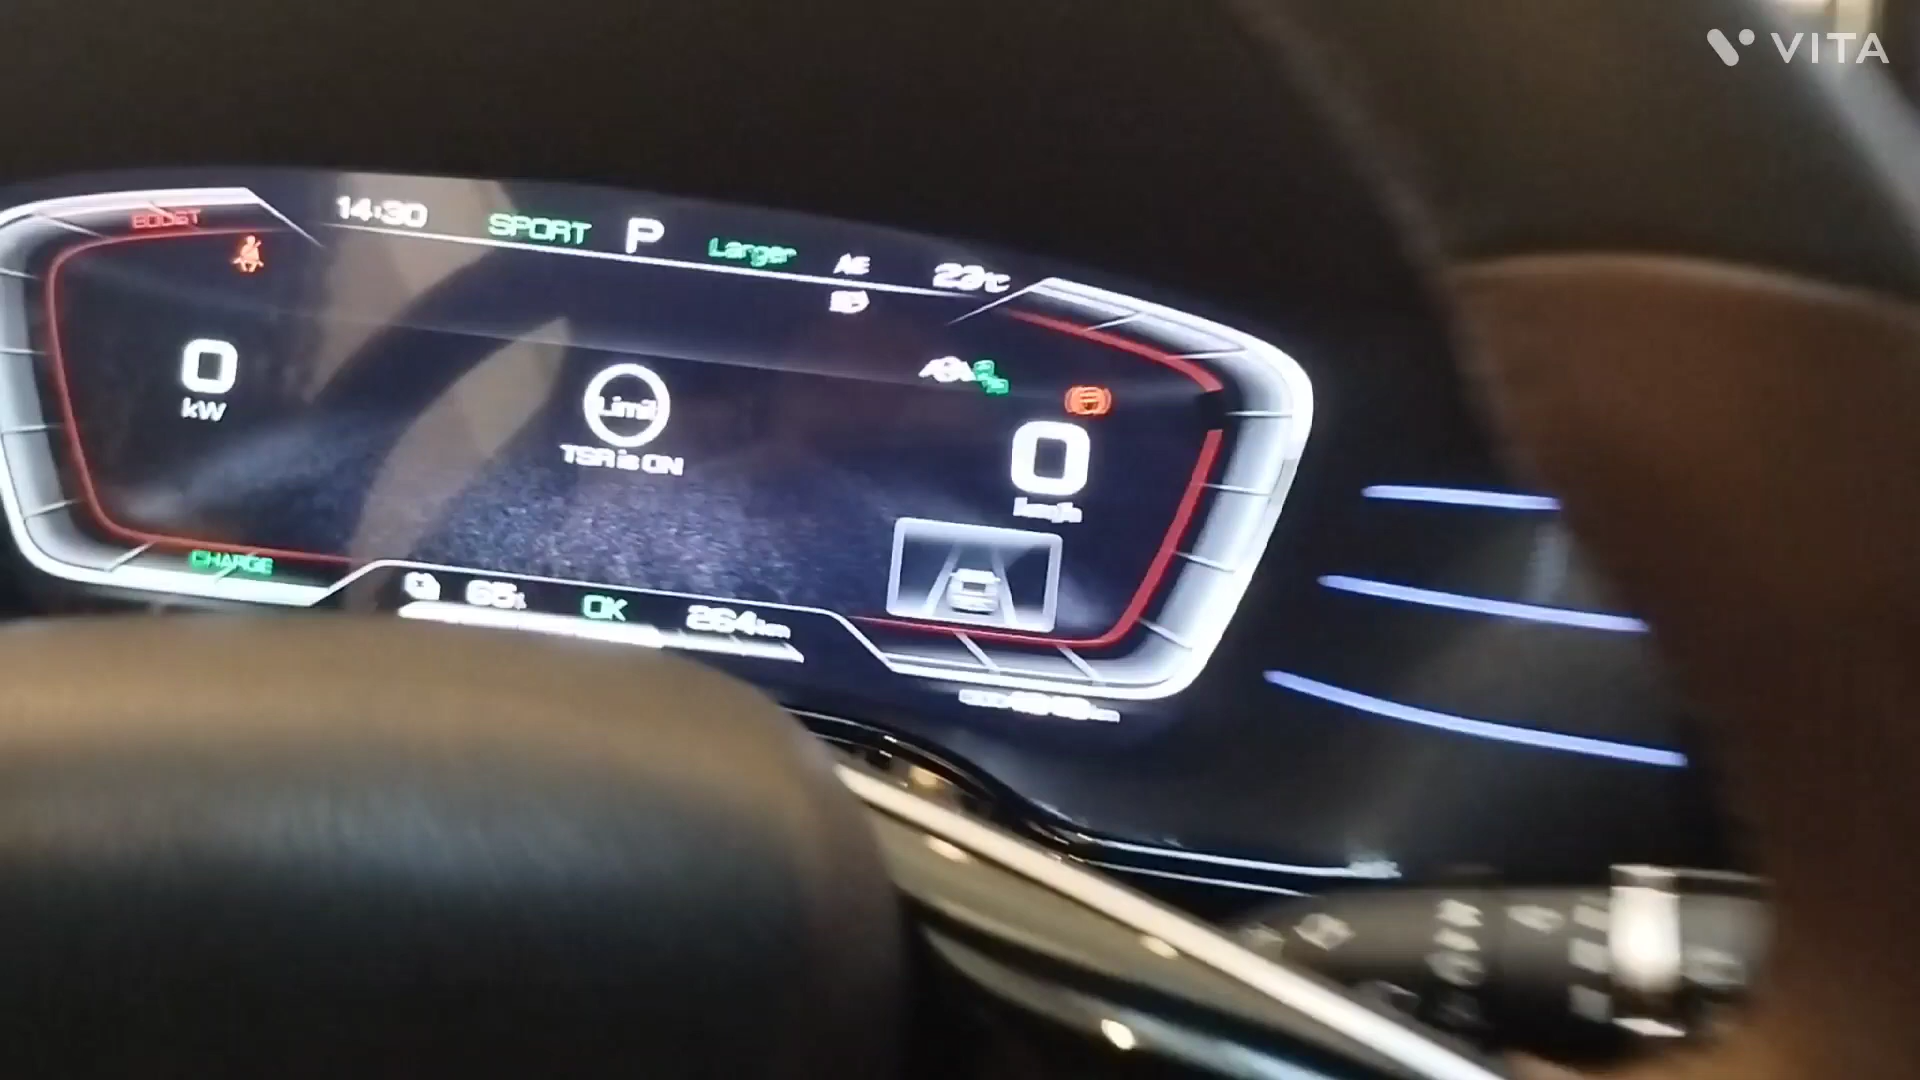 VITA
14:30 SPORT P Larger 23℃
BOOST
0
kW
Limit
TSR is ON
0
km/h
CHARGE
65% OK 264km